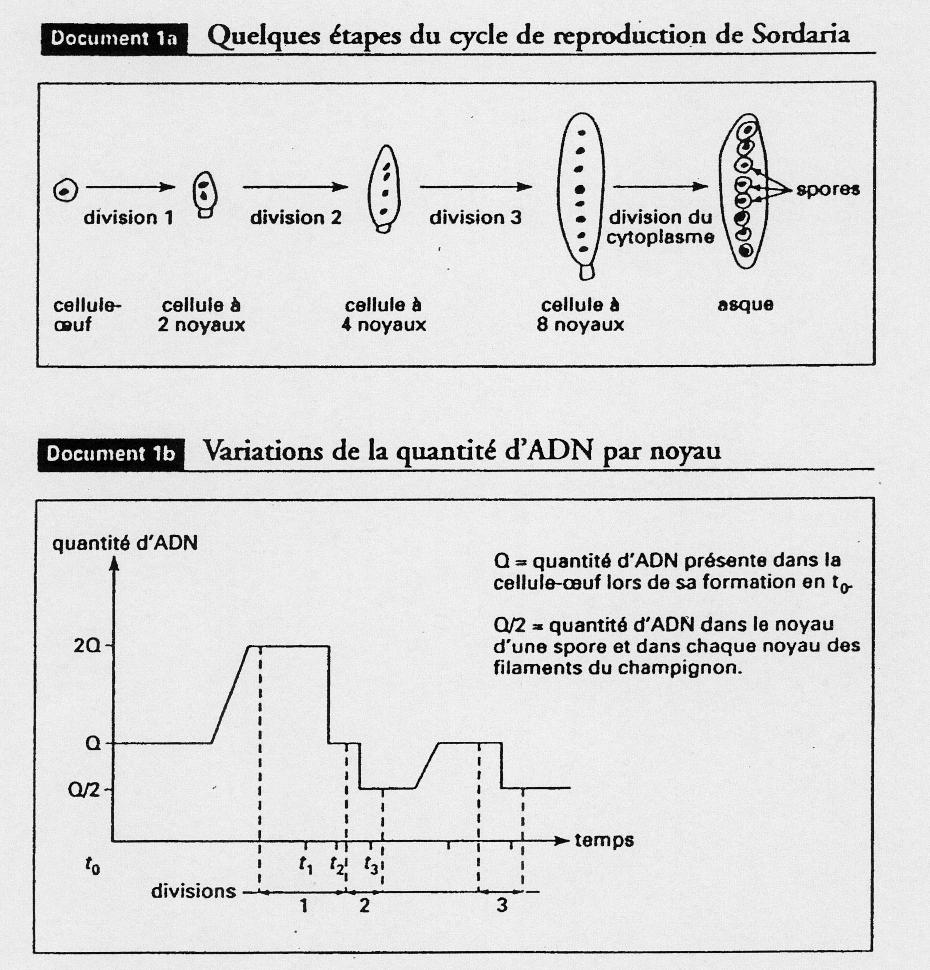 Document 1a Quelques étapes du cycle de reproduction de Sordaria
division 1
division 2
division 3
division du
cytoplasme
spores
cellule-
œuf
cellule à
2 noyaux
cellule à
4 noyaux
cellule à
8 noyaux
asque
Document 1b Variations de la quantité d'ADN par noyau
quantité d'ADN
Q = quantité d'ADN présente dans la
cellule-œuf lors de sa formation en t₀.
Q/2 = quantité d'ADN dans le noyau
d'une spore et dans chaque noyau des
filaments du champignon.
2Q
Q
Q/2
temps
t₀ t₁ t₂ t₃
divisions
1 2 3